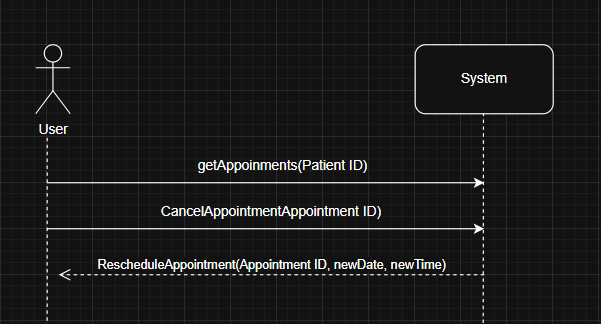 System
User
getAppoinments(Patient ID)
CancelAppointmentAppointment ID)
RescheduleAppointment(Appointment ID, newDate, newTime)